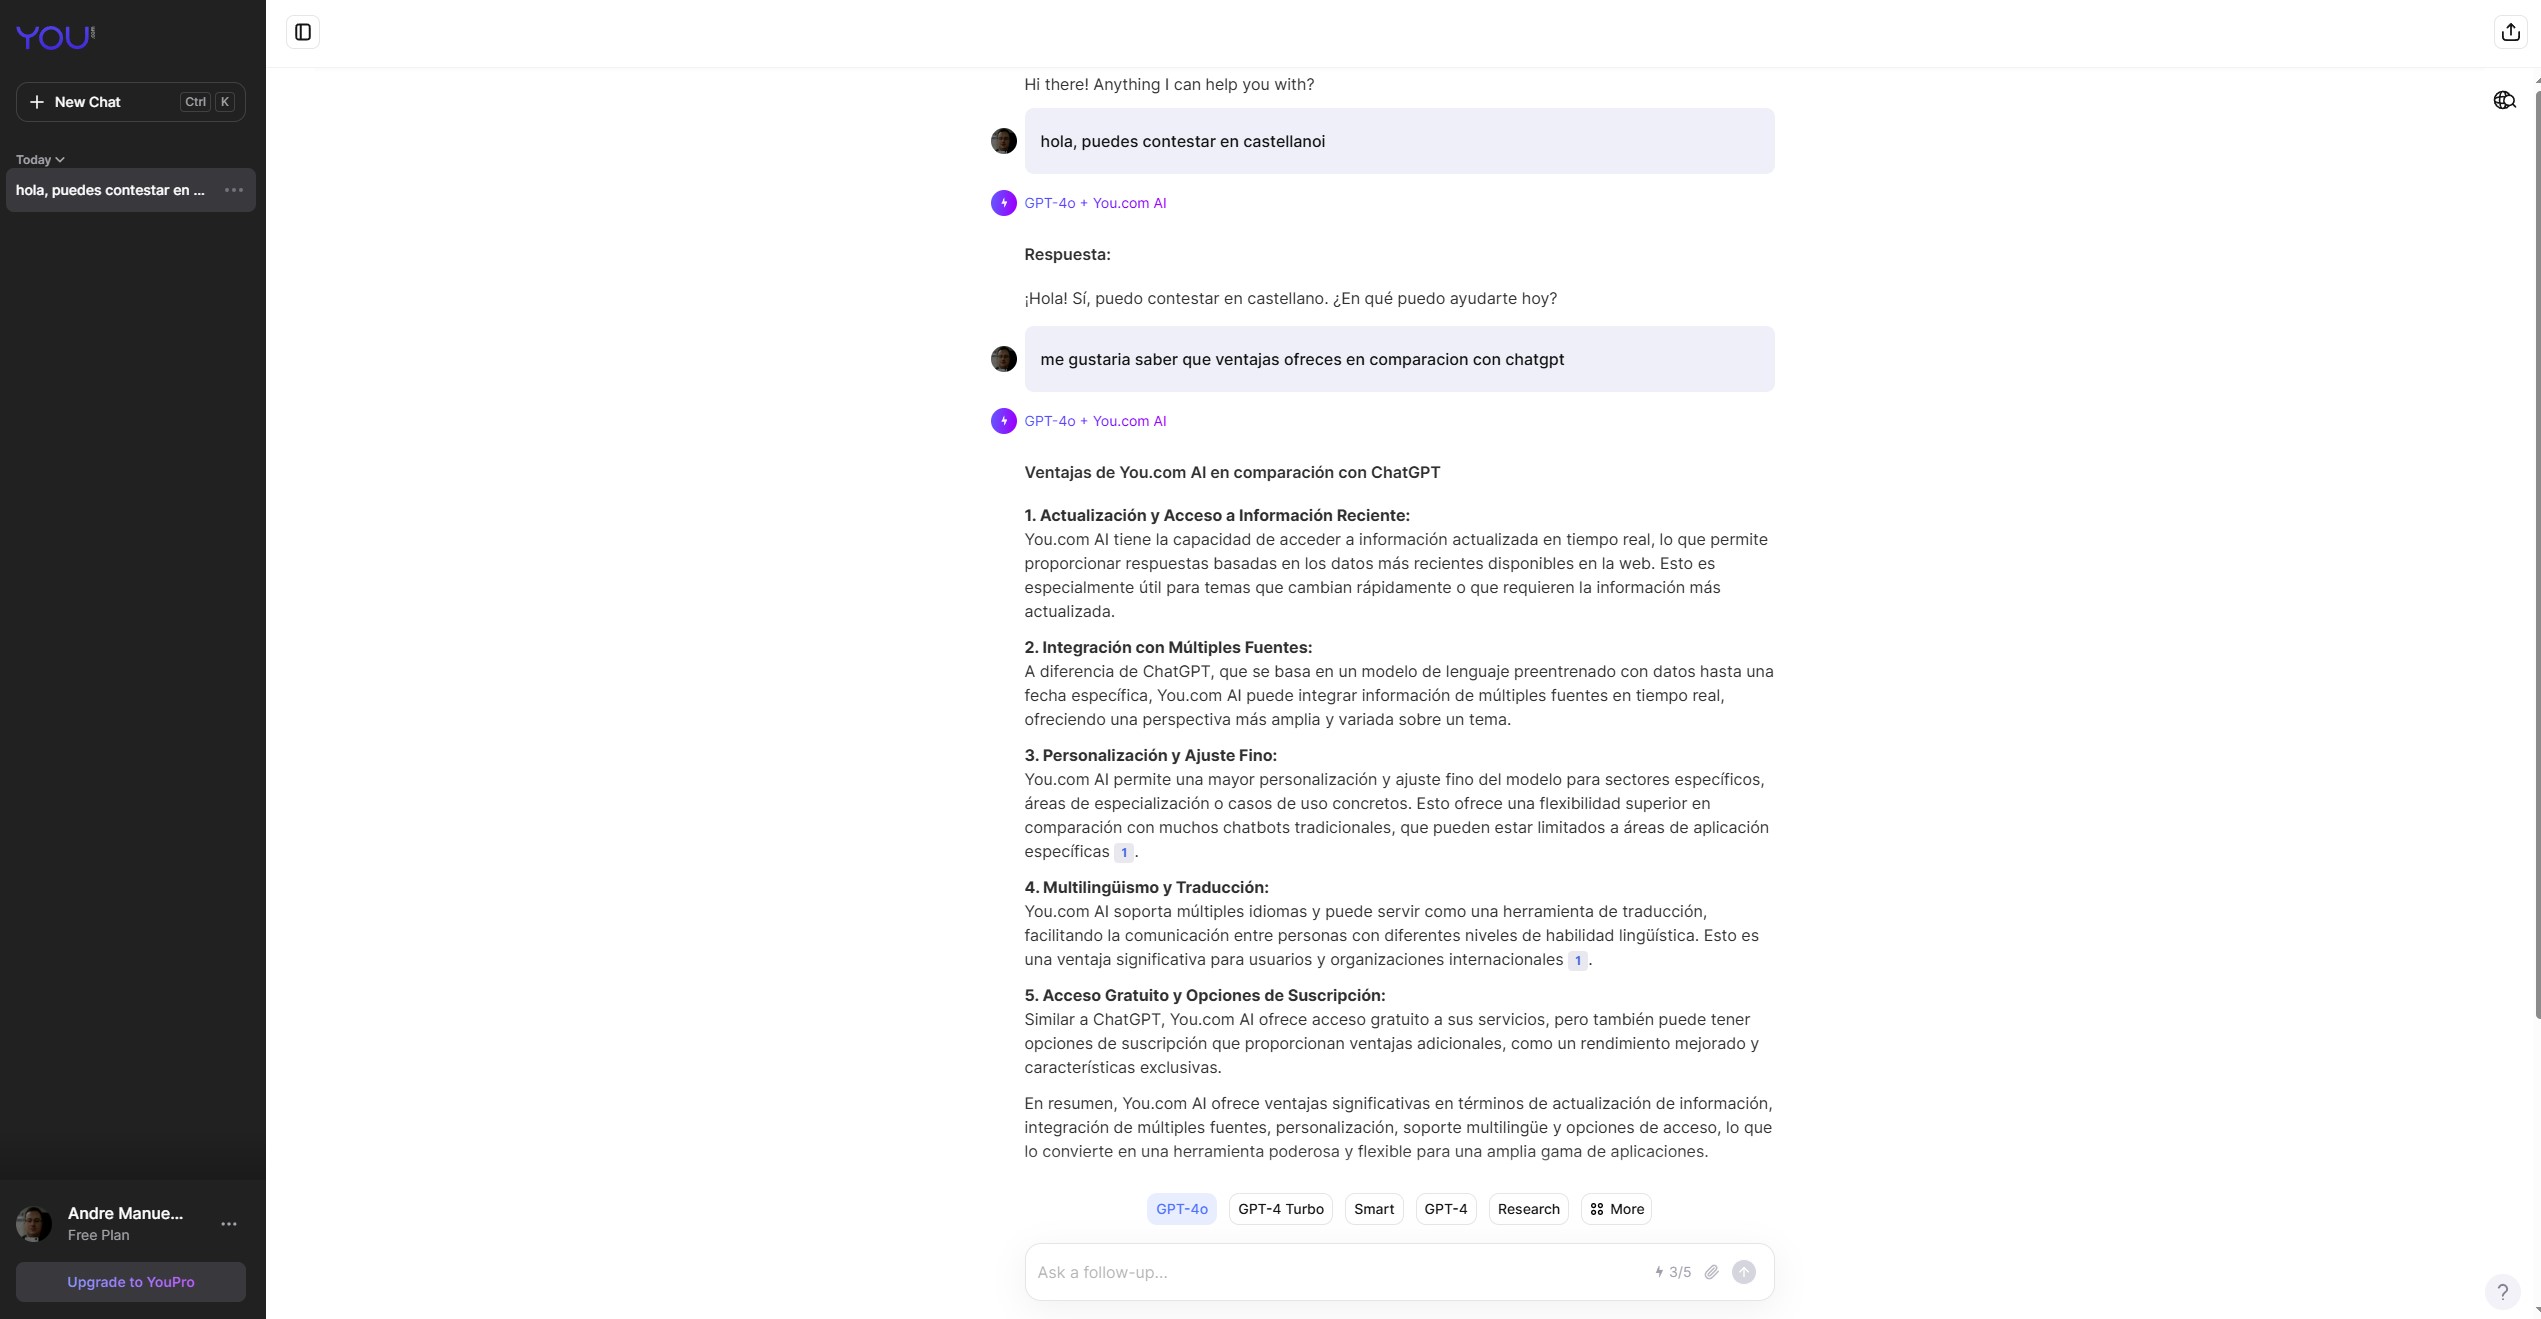 YOU.com
New Chat Ctrl K
Today
hola, puedes contestar en ...
Hi there! Anything I can help you with?
hola, puedes contestar en castellanoi
GPT-4o + You.com AI
Respuesta:
¡Hola! Sí, puedo contestar en castellano. ¿En qué puedo ayudarte hoy?
me gustaria saber que ventajas ofreces en comparacion con chatgpt
GPT-4o + You.com AI
Ventajas de You.com AI en comparación con ChatGPT
1. Actualización y Acceso a Información Reciente:
You.com AI tiene la capacidad de acceder a información actualizada en tiempo real, lo que permite
proporcionar respuestas basadas en los datos más recientes disponibles en la web. Esto es
especialmente útil para temas que cambian rápidamente o que requieren la información más
actualizada.
2. Integración con Múltiples Fuentes:
A diferencia de ChatGPT, que se basa en un modelo de lenguaje preentrenado con datos hasta una
fecha específica, You.com AI puede integrar información de múltiples fuentes en tiempo real,
ofreciendo una perspectiva más amplia y variada sobre un tema.
3. Personalización y Ajuste Fino:
You.com AI permite una mayor personalización y ajuste fino del modelo para sectores específicos,
áreas de especialización o casos de uso concretos. Esto ofrece una flexibilidad superior en
comparación con muchos chatbots tradicionales, que pueden estar limitados a áreas de aplicación
específicas 1.
4. Multilingüismo y Traducción:
You.com AI soporta múltiples idiomas y puede servir como una herramienta de traducción,
facilitando la comunicación entre personas con diferentes niveles de habilidad lingüística. Esto es
una ventaja significativa para usuarios y organizaciones internacionales 1.
5. Acceso Gratuito y Opciones de Suscripción:
Similar a ChatGPT, You.com AI ofrece acceso gratuito a sus servicios, pero también puede tener
opciones de suscripción que proporcionan ventajas adicionales, como un rendimiento mejorado y
características exclusivas.
En resumen, You.com AI ofrece ventajas significativas en términos de actualización de información,
integración de múltiples fuentes, personalización, soporte multilingüe y opciones de acceso, lo que
lo convierte en una herramienta poderosa y flexible para una amplia gama de aplicaciones.
GPT-4o GPT-4 Turbo Smart GPT-4 Research More
Ask a follow-up... 3/5
Andre Manue...
Free Plan
Upgrade to YouPro
?